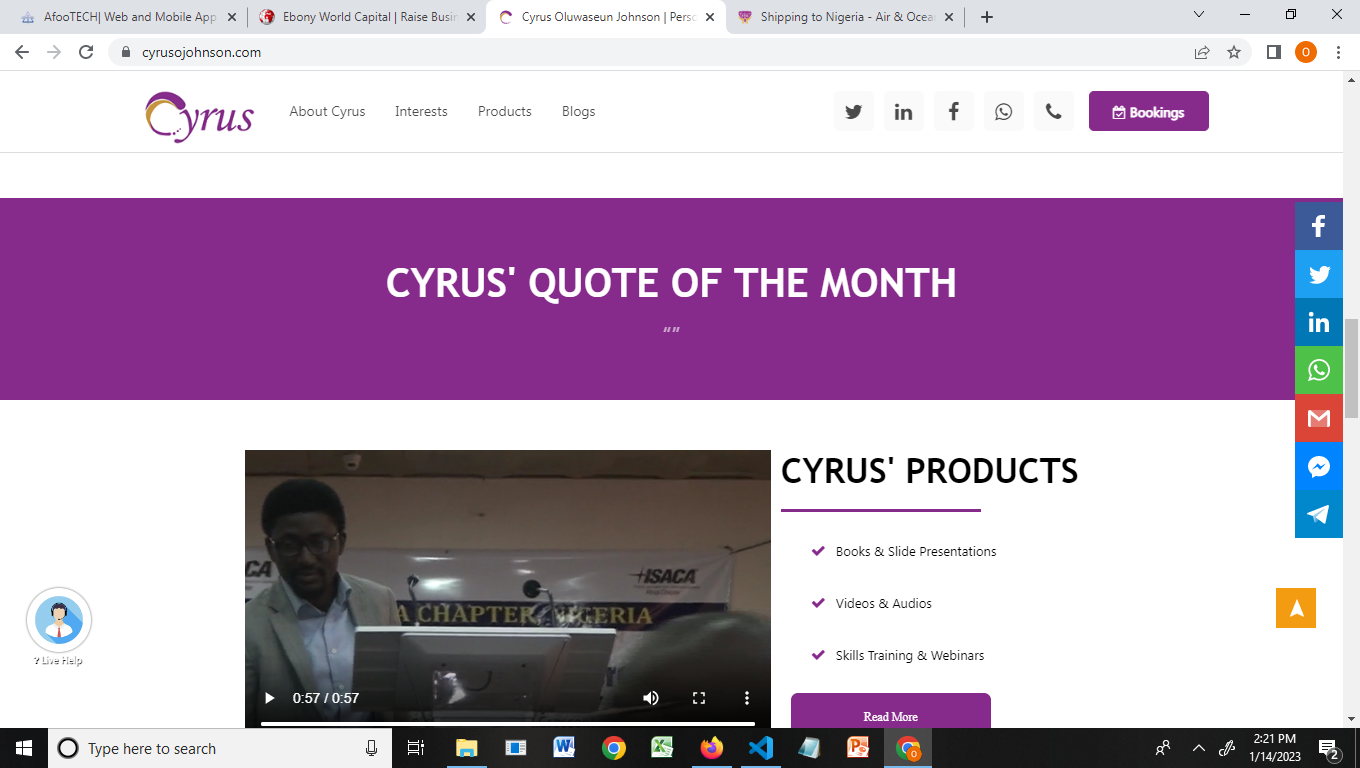 AfooTECH| Web and Mobile App
Ebony World Capital | Raise Busin
Cyrus Oluwaseun Johnson | Perso
Shipping to Nigeria - Air & Ocea
cyrusojohnson.com
O
Cyrus
About Cyrus
Interests
Products
Blogs
Bookings
CYRUS' QUOTE OF THE MONTH
“”
CYRUS' PRODUCTS
Books & Slide Presentations
Videos & Audios
Skills Training & Webinars
Read More
CA
ISACA
A CHAPTER, NIGERIA
0:57 / 0:57
? Live Help
Type here to search
2:21 PM
1/14/2023
2